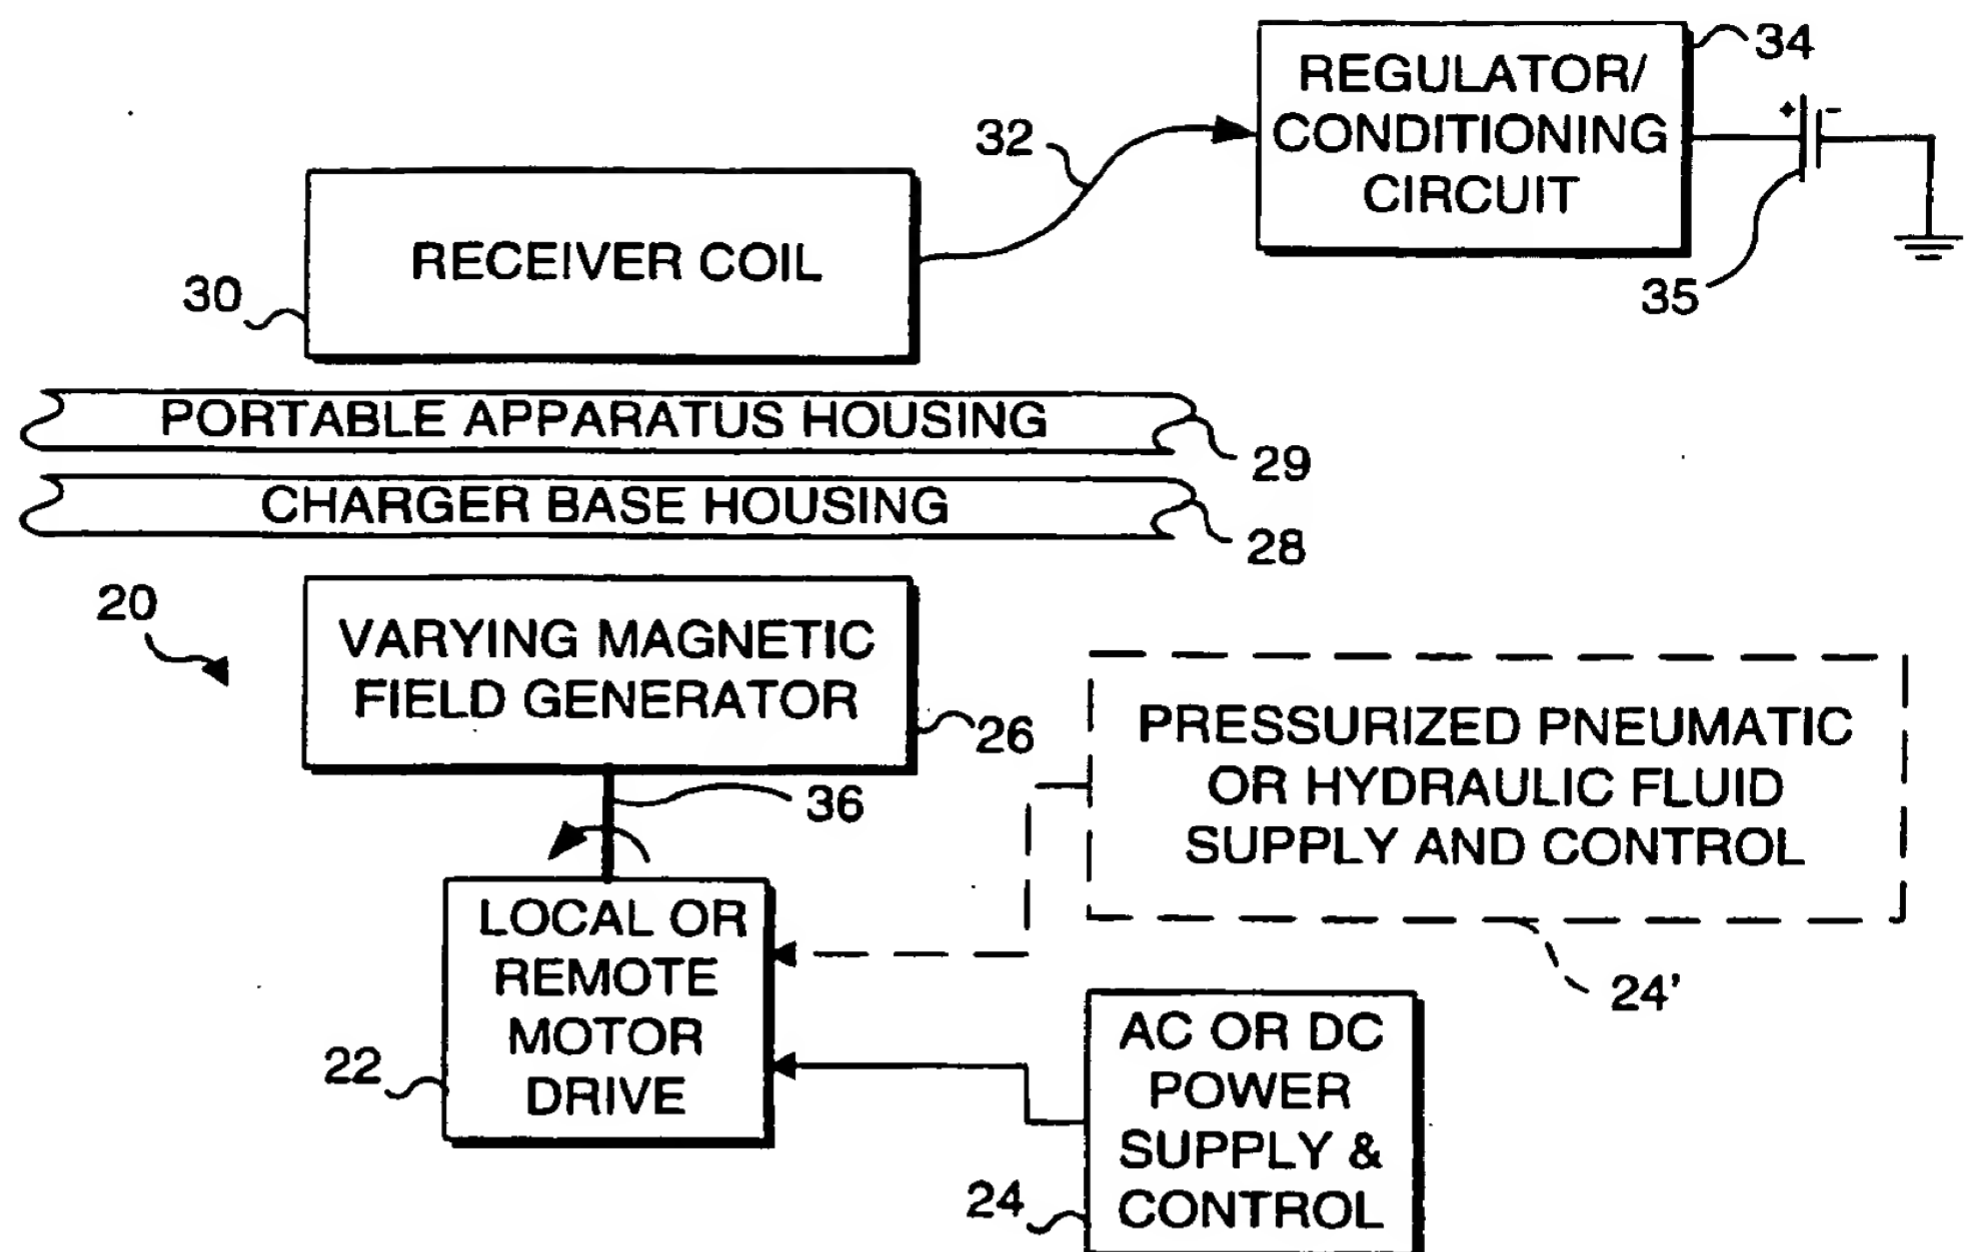 34
REGULATOR/
CONDITIONING
CIRCUIT
+ -
32
35
RECEIVER COIL
30
PORTABLE APPARATUS HOUSING
29
CHARGER BASE HOUSING
28
20
VARYING MAGNETIC
FIELD GENERATOR
26
36
PRESSURIZED PNEUMATIC
OR HYDRAULIC FLUID
SUPPLY AND CONTROL
24'
LOCAL OR
REMOTE
MOTOR
DRIVE
22
AC OR DC
POWER
SUPPLY &
CONTROL
24